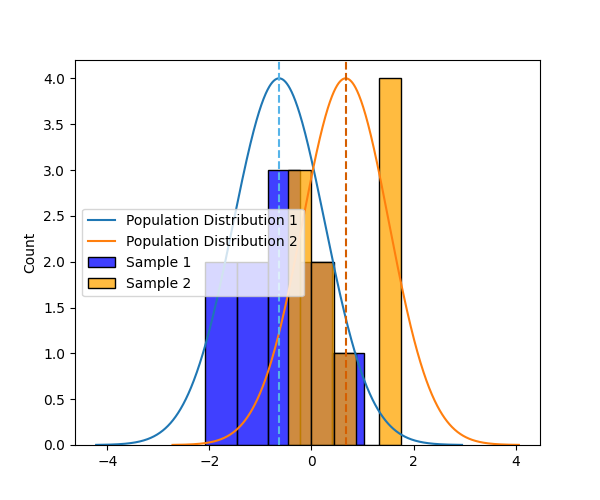 4.0
3.5
3.0
2.5
2.0
1.5
1.0
0.5
0.0
Count
Population Distribution 1
Population Distribution 2
Sample 1
Sample 2
−4 −2 0 2 4